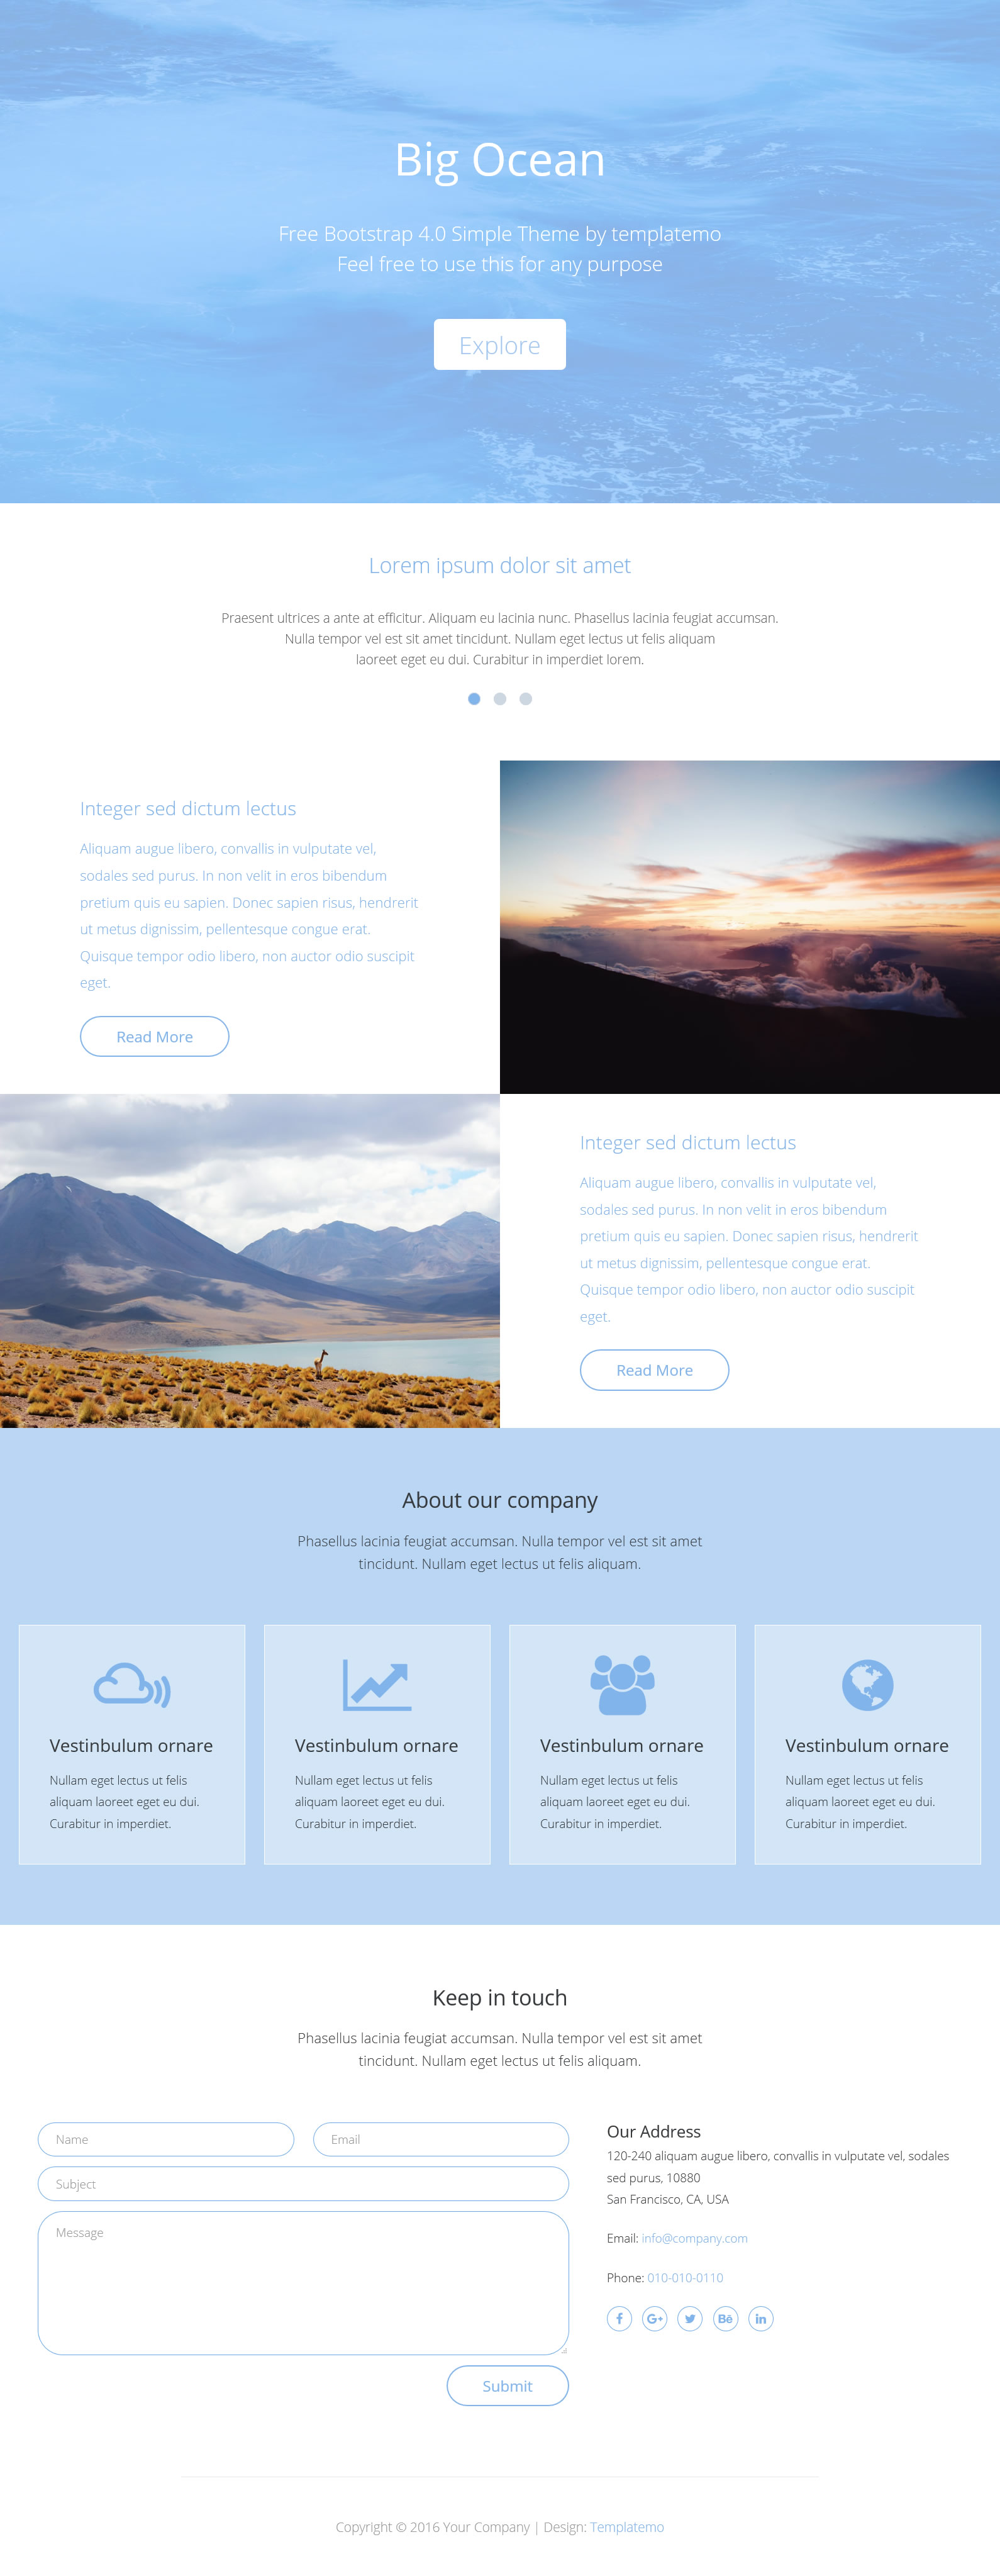 Big Ocean
Free Bootstrap 4.0 Simple Theme by templatemo
Feel free to use this for any purpose
Explore
Lorem ipsum dolor sit amet
Praesent ultrices a ante at efficitur. Aliquam eu lacinia nunc. Phasellus lacinia feugiat accumsan.
Nulla tempor vel est sit amet tincidunt. Nullam eget lectus ut felis aliquam
laoreet eget eu dui. Curabitur in imperdiet lorem.
Integer sed dictum lectus
Aliquam augue libero, convallis in vulputate vel,
sodales sed purus. In non velit in eros bibendum
pretium quis eu sapien. Donec sapien risus, hendrerit
ut metus dignissim, pellentesque congue erat.
Quisque tempor odio libero, non auctor odio suscipit
eget.
Read More
Integer sed dictum lectus
Aliquam augue libero, convallis in vulputate vel,
sodales sed purus. In non velit in eros bibendum
pretium quis eu sapien. Donec sapien risus, hendrerit
ut metus dignissim, pellentesque congue erat.
Quisque tempor odio libero, non auctor odio suscipit
eget.
Read More
About our company
Phasellus lacinia feugiat accumsan. Nulla tempor vel est sit amet
tincidunt. Nullam eget lectus ut felis aliquam.
Vestinbulum ornare
Nullam eget lectus ut felis
aliquam laoreet eget eu dui.
Curabitur in imperdiet.
Vestinbulum ornare
Nullam eget lectus ut felis
aliquam laoreet eget eu dui.
Curabitur in imperdiet.
Vestinbulum ornare
Nullam eget lectus ut felis
aliquam laoreet eget eu dui.
Curabitur in imperdiet.
Vestinbulum ornare
Nullam eget lectus ut felis
aliquam laoreet eget eu dui.
Curabitur in imperdiet.
Keep in touch
Phasellus lacinia feugiat accumsan. Nulla tempor vel est sit amet
tincidunt. Nullam eget lectus ut felis aliquam.
Name
Email
Subject
Message
Submit
Our Address
120-240 aliquam augue libero, convallis in vulputate vel, sodales
sed purus, 10880
San Francisco, CA, USA
Email: info@company.com
Phone: 010-010-0110
f G+ Bē in
Copyright © 2016 Your Company | Design: Templatemo